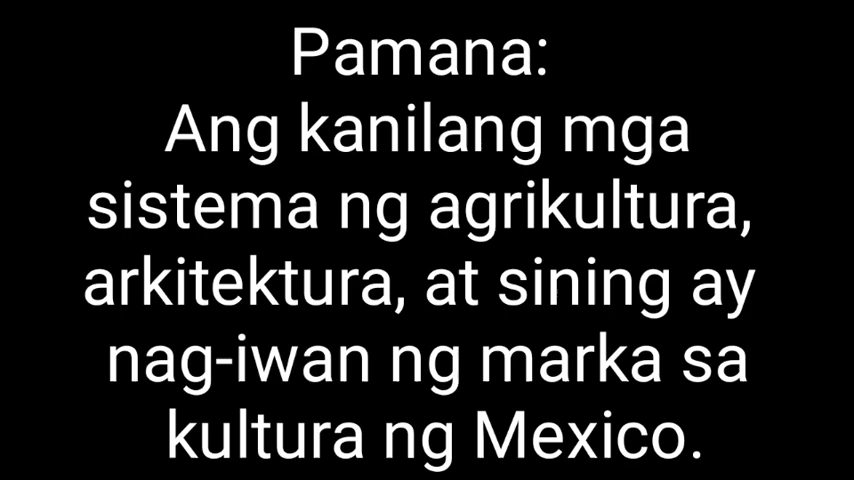 Pamana:
Ang kanilang mga
sistema ng agrikultura,
arkitektura, at sining ay
nag-iwan ng marka sa
kultura ng Mexico.